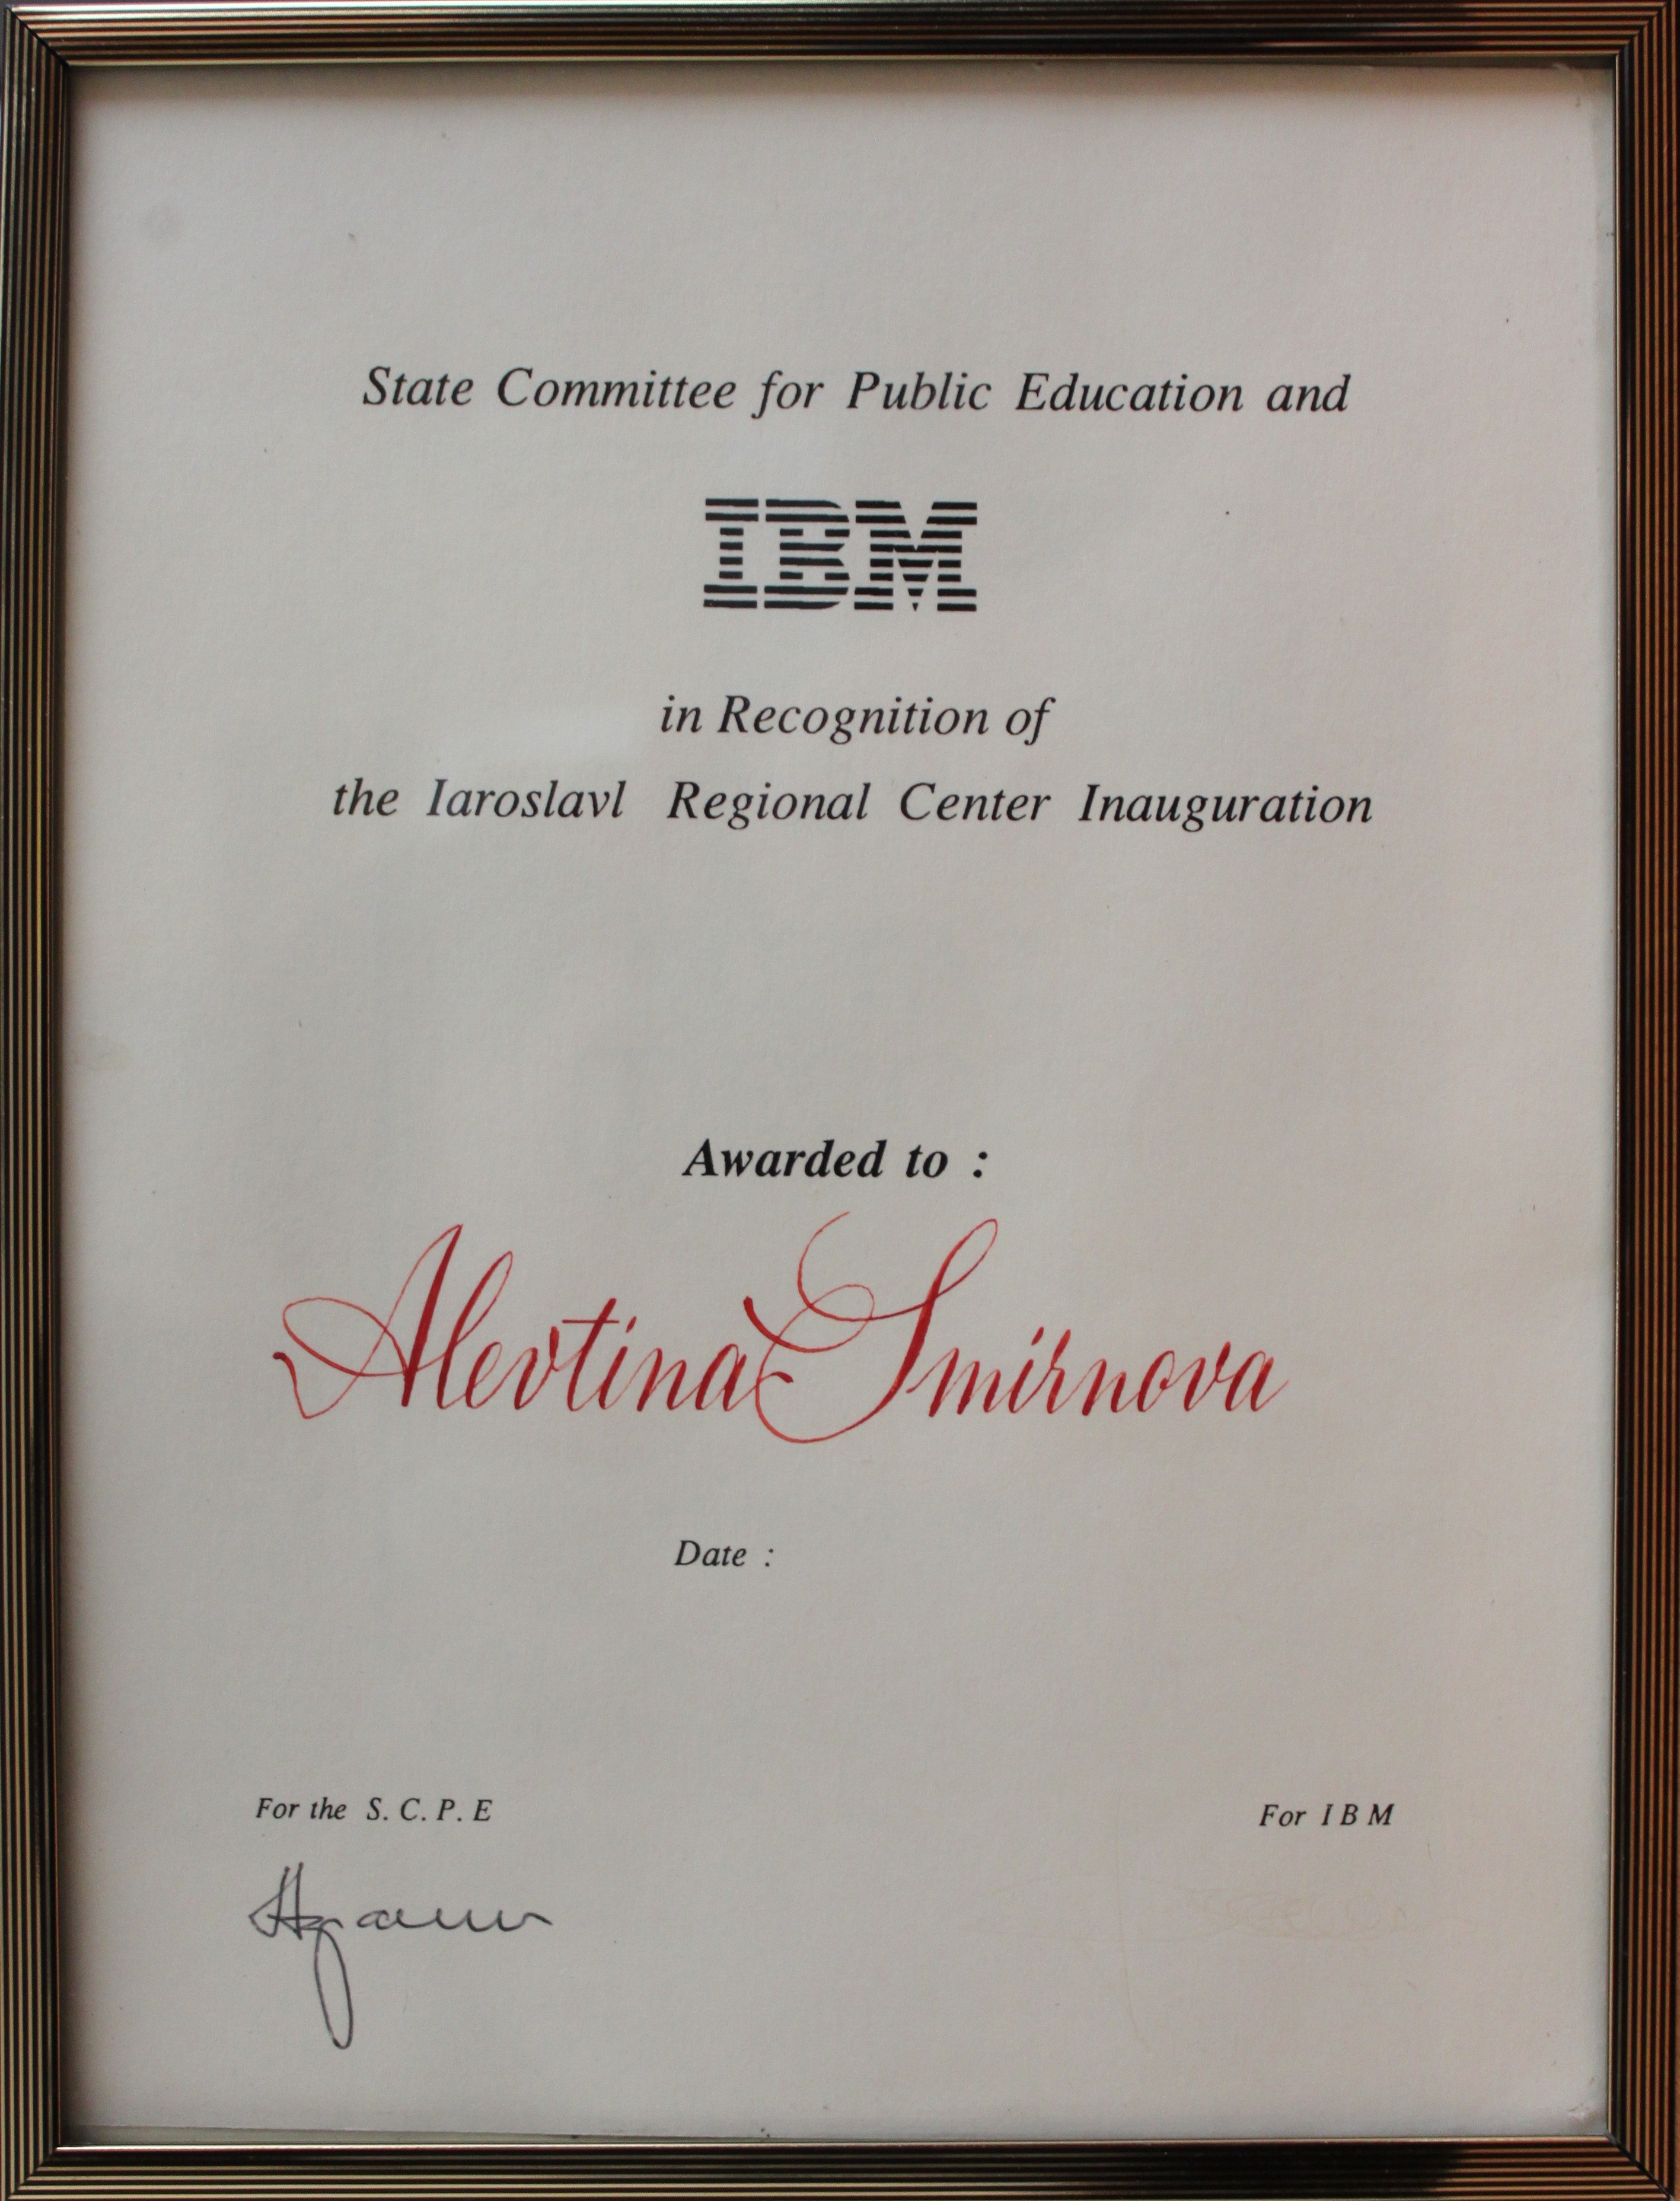 State Committee for Public Education and
IBM
in Recognition of
the Iaroslavl Regional Center Inauguration
Awarded to :
Alevtina Smirnova
Date :
For the S. C. P. E
For I B M